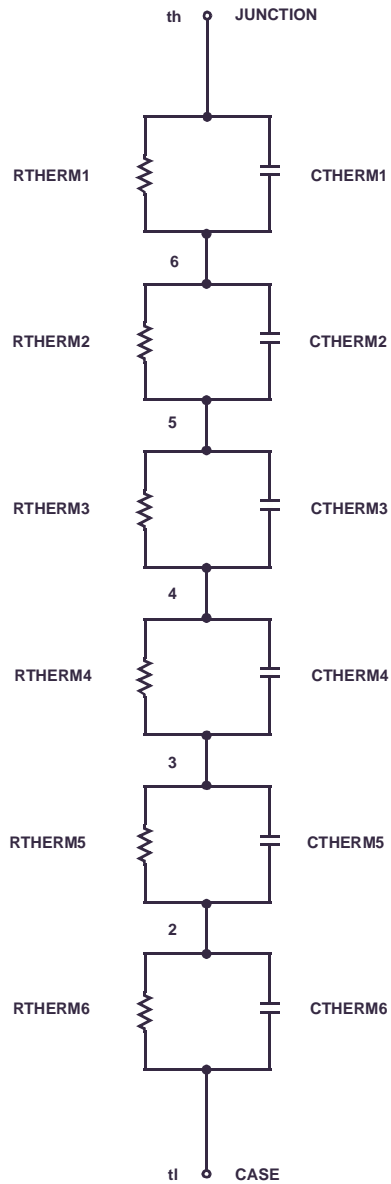 th JUNCTION
RTHERM1 CTHERM1
6
RTHERM2 CTHERM2
5
RTHERM3 CTHERM3
4
RTHERM4 CTHERM4
3
RTHERM5 CTHERM5
2
RTHERM6 CTHERM6
tl CASE